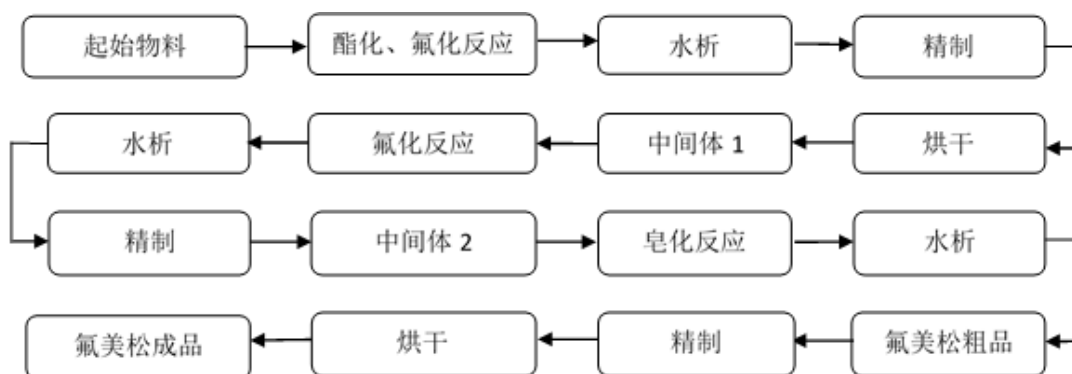 起始物料
酯化、氟化反应
水析
精制
烘干
中间体 1
氟化反应
水析
精制
中间体 2
皂化反应
水析
氟美松粗品
精制
烘干
氟美松成品